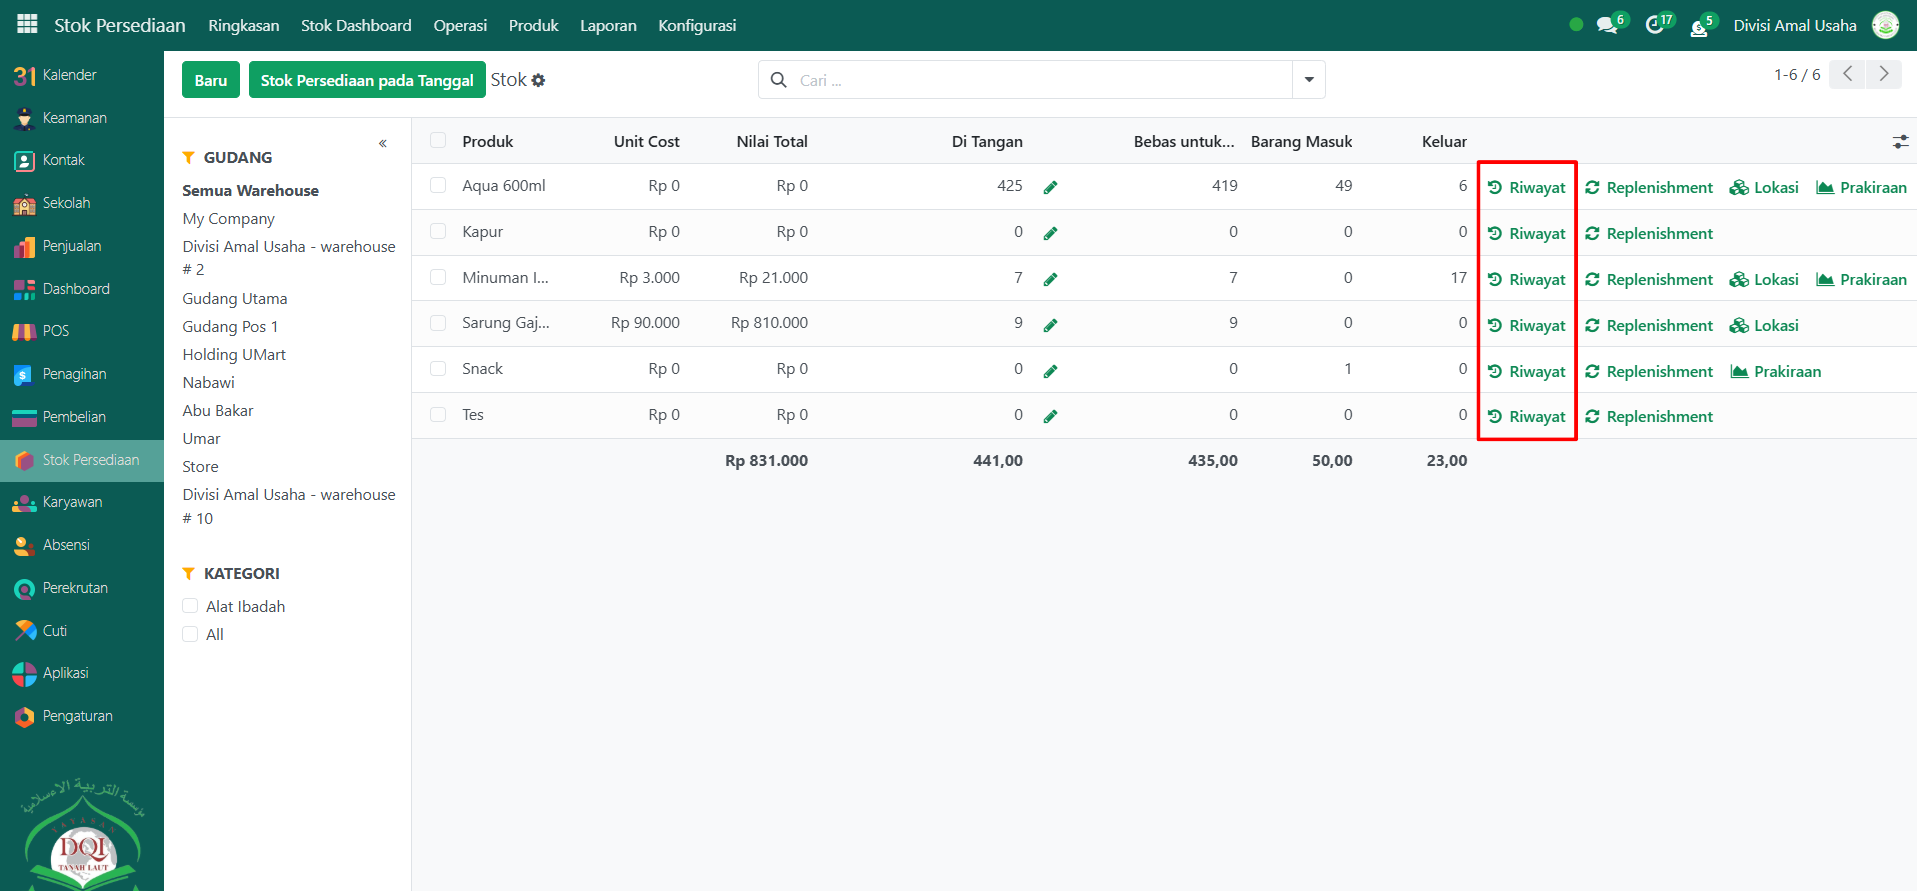 Stok Persediaan Ringkasan Stok Dashboard Operasi Produk Laporan Konfigurasi 6 17 5 Divisi Amal Usaha
31 Kalender
Keamanan
Kontak
Sekolah
Penjualan
Dashboard
POS
Penagihan
Pembelian
Stok Persediaan
Karyawan
Absensi
Perekrutan
Cuti
Aplikasi
Pengaturan
مؤسسة التربية الإسلامية
YAYASAN
DQI
TANAH LAUT
Baru Stok Persediaan pada Tanggal Stok Cari ... 1-6 / 6
«
GUDANG
Semua Warehouse
My Company
Divisi Amal Usaha - warehouse
# 2
Gudang Utama
Gudang Pos 1
Holding UMart
Nabawi
Abu Bakar
Umar
Store
Divisi Amal Usaha - warehouse
# 10
KATEGORI
Alat Ibadah
All
Produk Unit Cost Nilai Total Di Tangan Bebas untuk... Barang Masuk Keluar
Aqua 600ml Rp 0 Rp 0 425 419 49 6 Riwayat Replenishment Lokasi Prakiraan
Kapur Rp 0 Rp 0 0 0 0 0 Riwayat Replenishment
Minuman I... Rp 3.000 Rp 21.000 7 7 0 17 Riwayat Replenishment Lokasi Prakiraan
Sarung Gaj... Rp 90.000 Rp 810.000 9 9 0 0 Riwayat Replenishment Lokasi
Snack Rp 0 Rp 0 0 0 1 0 Riwayat Replenishment Prakiraan
Tes Rp 0 Rp 0 0 0 0 0 Riwayat Replenishment
Rp 831.000 441,00 435,00 50,00 23,00